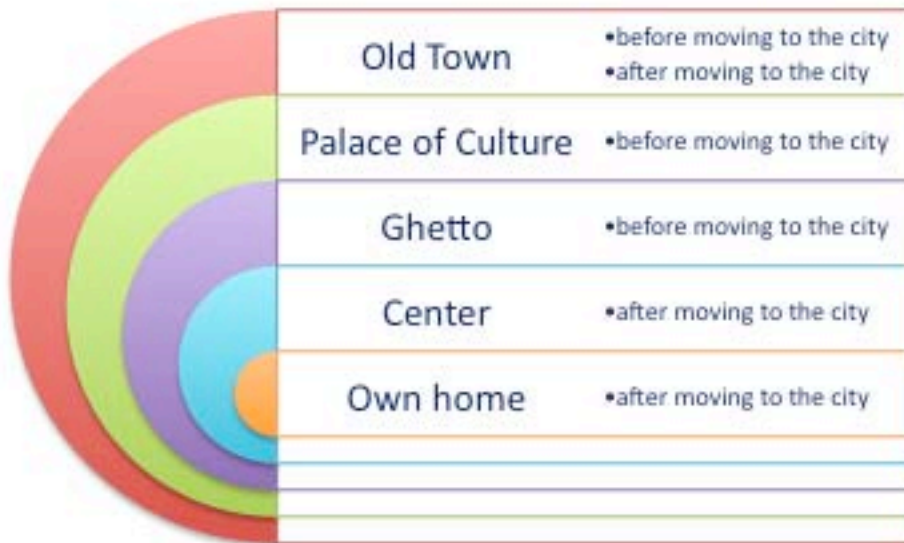 Old Town
•before moving to the city
•after moving to the city
Palace of Culture
•before moving to the city
Ghetto
•before moving to the city
Center
•after moving to the city
Own home
•after moving to the city